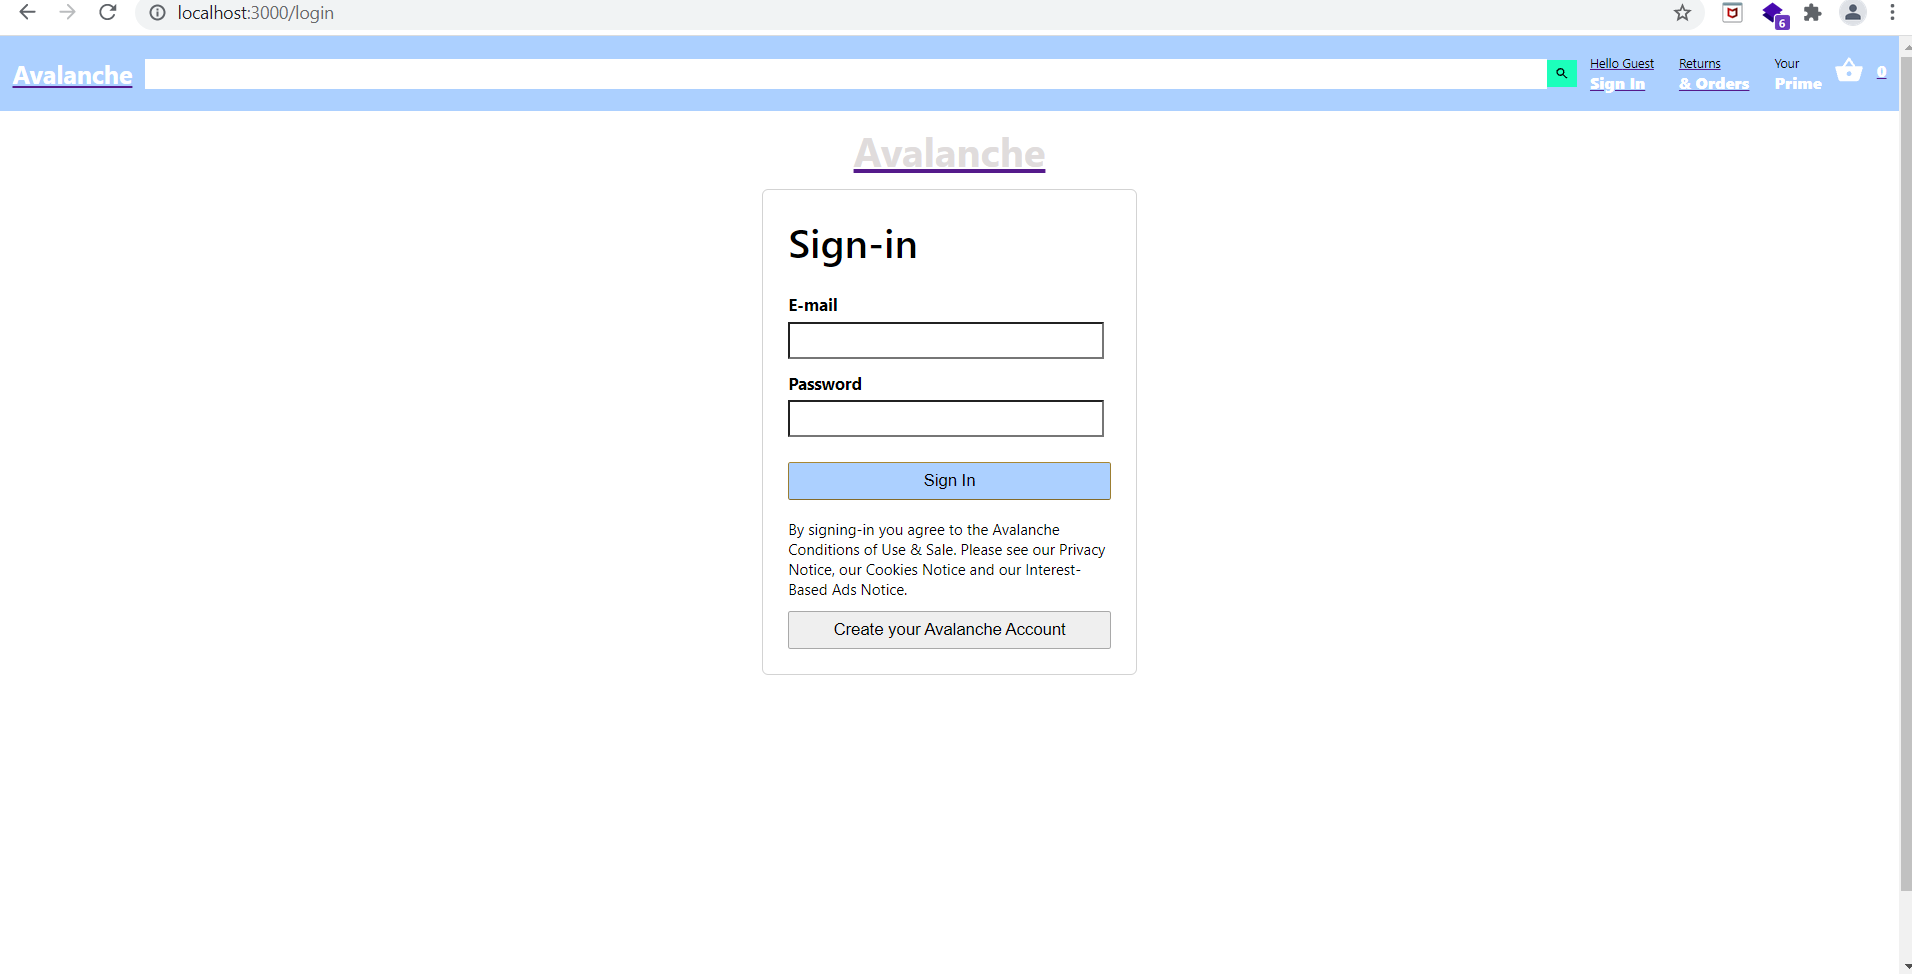 localhost:3000/login
6
Avalanche
Hello Guest
Sign In
Returns
& Orders
Your
Prime
0
Avalanche
Sign-in
E-mail
Password
Sign In
By signing-in you agree to the Avalanche
Conditions of Use & Sale. Please see our Privacy
Notice, our Cookies Notice and our Interest-
Based Ads Notice.
Create your Avalanche Account